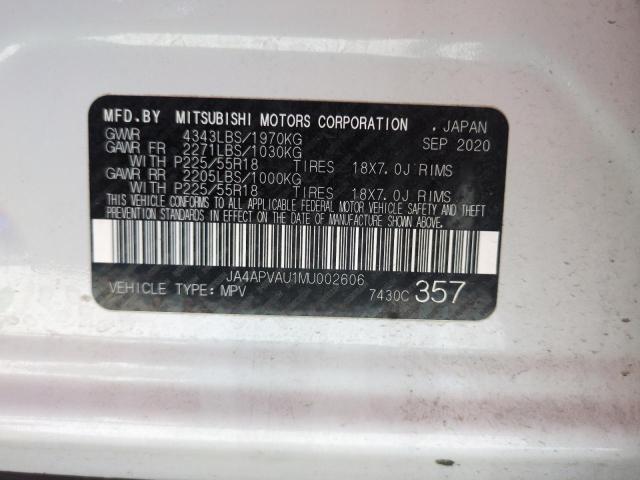 MFD.BY MITSUBISHI MOTORS CORPORATION , JAPAN
GVWR 4343LBS/1970KG SEP 2020
GAWR FR 2271LBS/1030KG
WITH P225/55R18 TIRES 18X7.0J RIMS
GAWR RR 2205LBS/1000KG
WITH P225/55R18 TIRES 18X7.0J RIMS
THIS VEHICLE CONFORMS TO ALL APPLICABLE FEDERAL MOTOR VEHICLE SAFETY AND THEFT
PREVENTION STANDARDS IN EFFECT ON THE DATE OF MANUFACTURE SHOWN ABOVE.
JA4APVAU1MU002606
VEHICLE TYPE: MPV 7430C 357